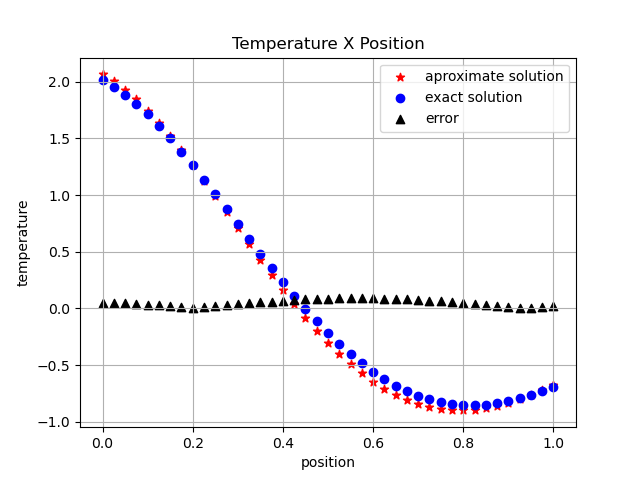 Temperature X Position
aproximate solution
exact solution
error
temperature
2.0
1.5
1.0
0.5
0.0
−0.5
−1.0
0.0 0.2 0.4 0.6 0.8 1.0
position